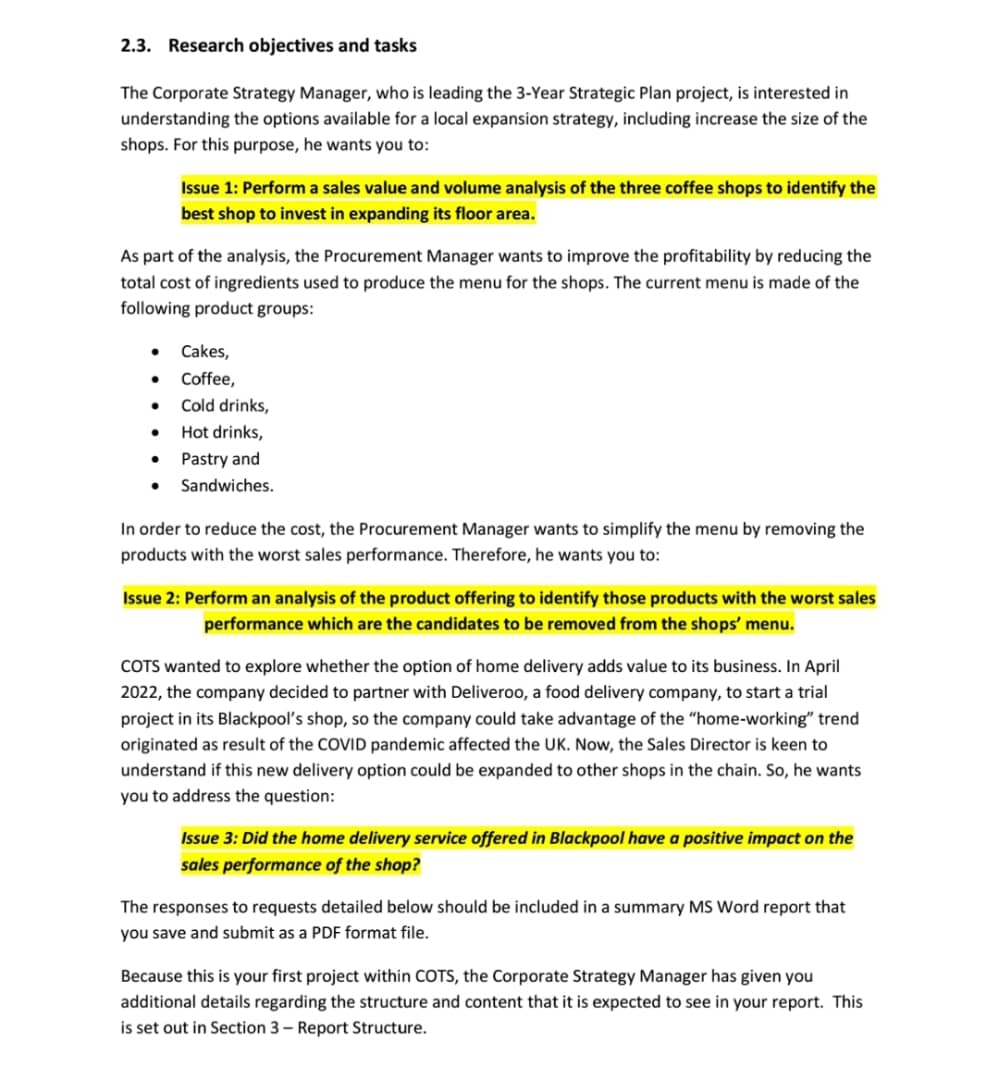 2.3. Research objectives and tasks
The Corporate Strategy Manager, who is leading the 3-Year Strategic Plan project, is interested in
understanding the options available for a local expansion strategy, including increase the size of the
shops. For this purpose, he wants you to:
Issue 1: Perform a sales value and volume analysis of the three coffee shops to identify the
best shop to invest in expanding its floor area.
As part of the analysis, the Procurement Manager wants to improve the profitability by reducing the
total cost of ingredients used to produce the menu for the shops. The current menu is made of the
following product groups:
• Cakes,
• Coffee,
• Cold drinks,
• Hot drinks,
• Pastry and
• Sandwiches.
In order to reduce the cost, the Procurement Manager wants to simplify the menu by removing the
products with the worst sales performance. Therefore, he wants you to:
Issue 2: Perform an analysis of the product offering to identify those products with the worst sales
performance which are the candidates to be removed from the shops’ menu.
COTS wanted to explore whether the option of home delivery adds value to its business. In April
2022, the company decided to partner with Deliveroo, a food delivery company, to start a trial
project in its Blackpool’s shop, so the company could take advantage of the “home-working” trend
originated as result of the COVID pandemic affected the UK. Now, the Sales Director is keen to
understand if this new delivery option could be expanded to other shops in the chain. So, he wants
you to address the question:
Issue 3: Did the home delivery service offered in Blackpool have a positive impact on the
sales performance of the shop?
The responses to requests detailed below should be included in a summary MS Word report that
you save and submit as a PDF format file.
Because this is your first project within COTS, the Corporate Strategy Manager has given you
additional details regarding the structure and content that it is expected to see in your report. This
is set out in Section 3 – Report Structure.